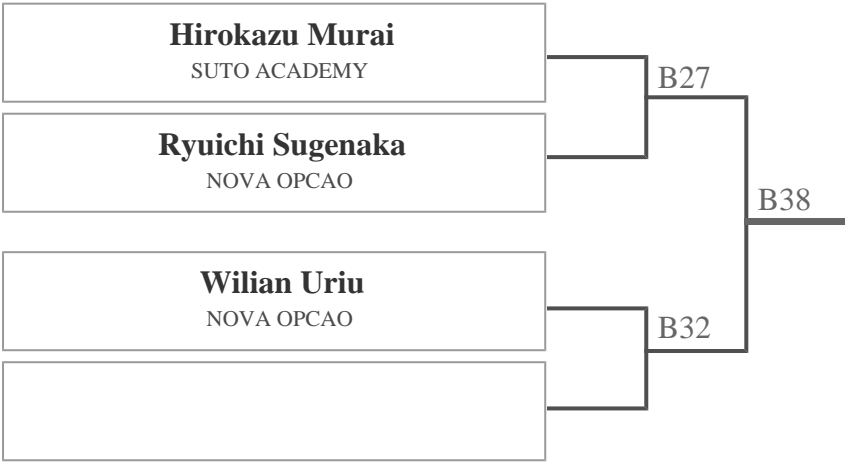 Hirokazu Murai
SUTO ACADEMY
B27
Ryuichi Sugenaka
NOVA OPCAO
B38
Wilian Uriu
NOVA OPCAO
B32